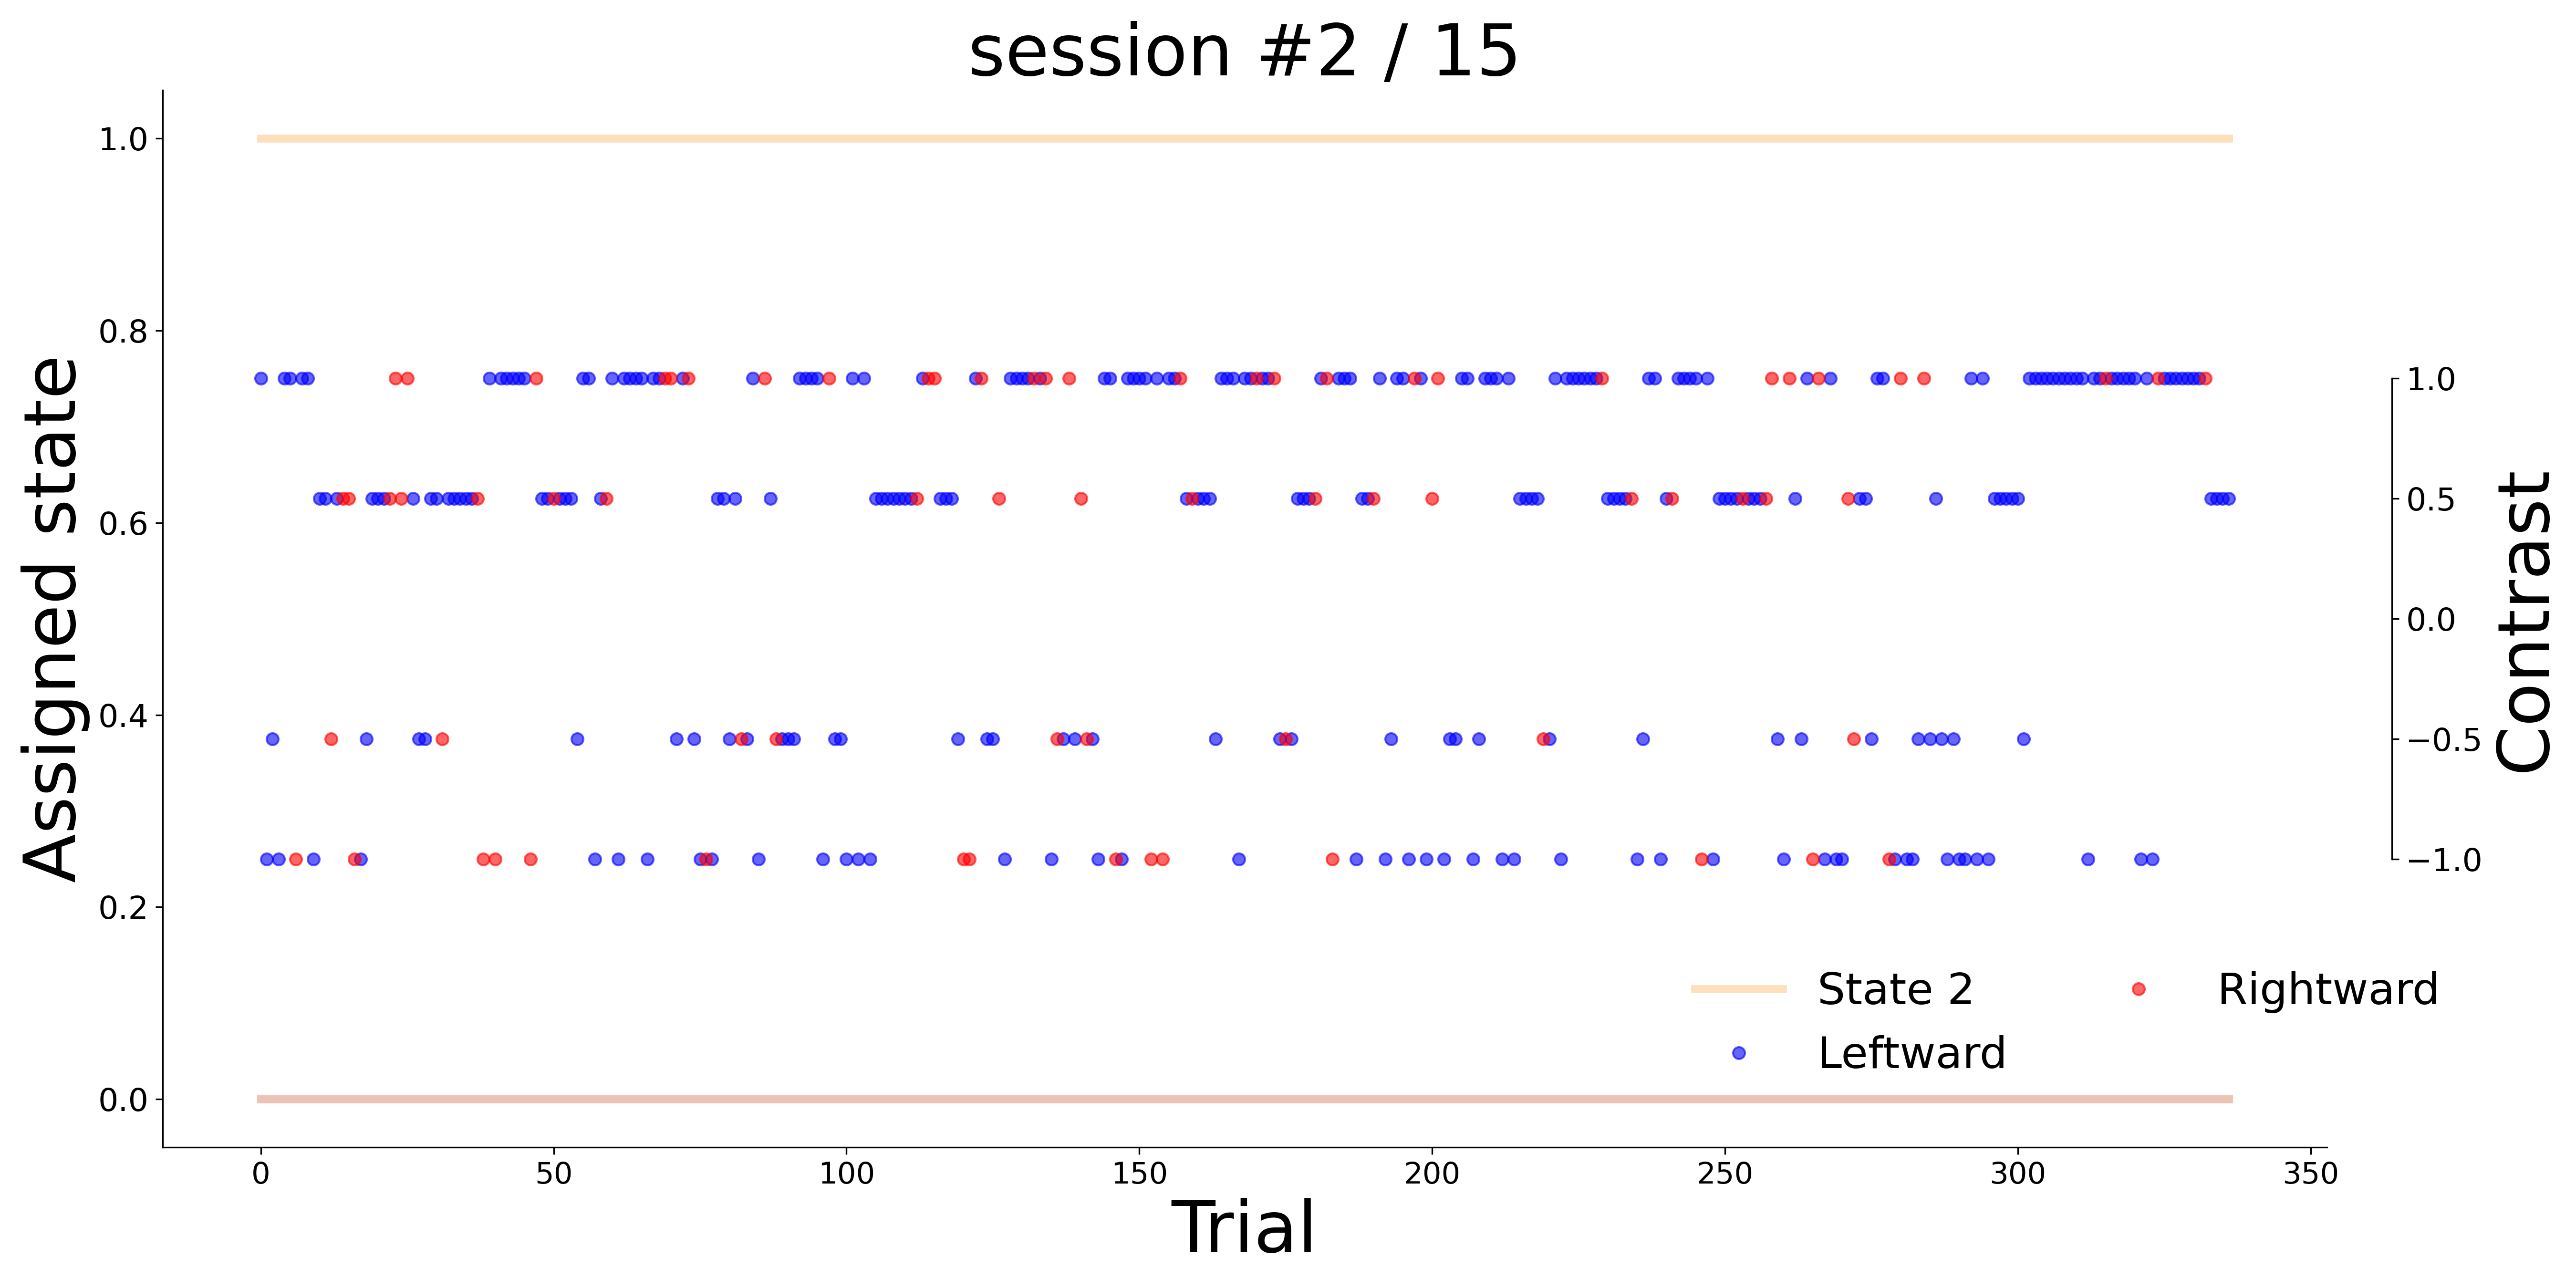 session #2 / 15
Assigned state
1.0
0.8
0.6
0.4
0.2
0.0
1.0
0.5
0.0
−0.5
−1.0
Contrast
State 2
Leftward
Rightward
0 50 100 150 200 250 300 350
Trial